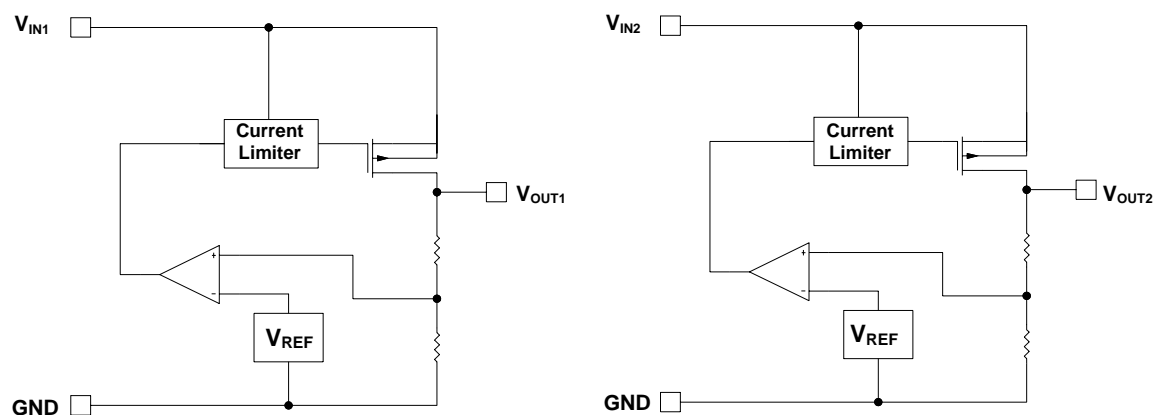 VIN1
Current
Limiter
VOUT1
+
-
VREF
GND
VIN2
Current
Limiter
VOUT2
+
-
VREF
GND